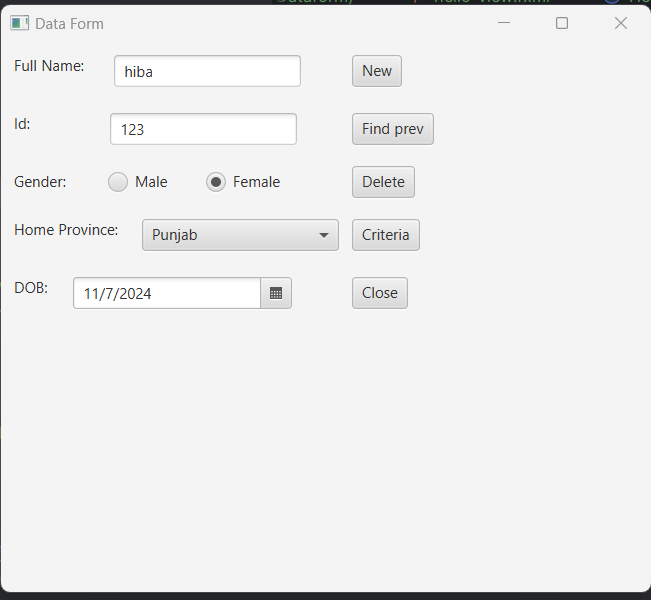 Data Form
Full Name: hiba New
Id: 123 Find prev
Gender: Male Female Delete
Home Province: Punjab Criteria
DOB: 11/7/2024 Close